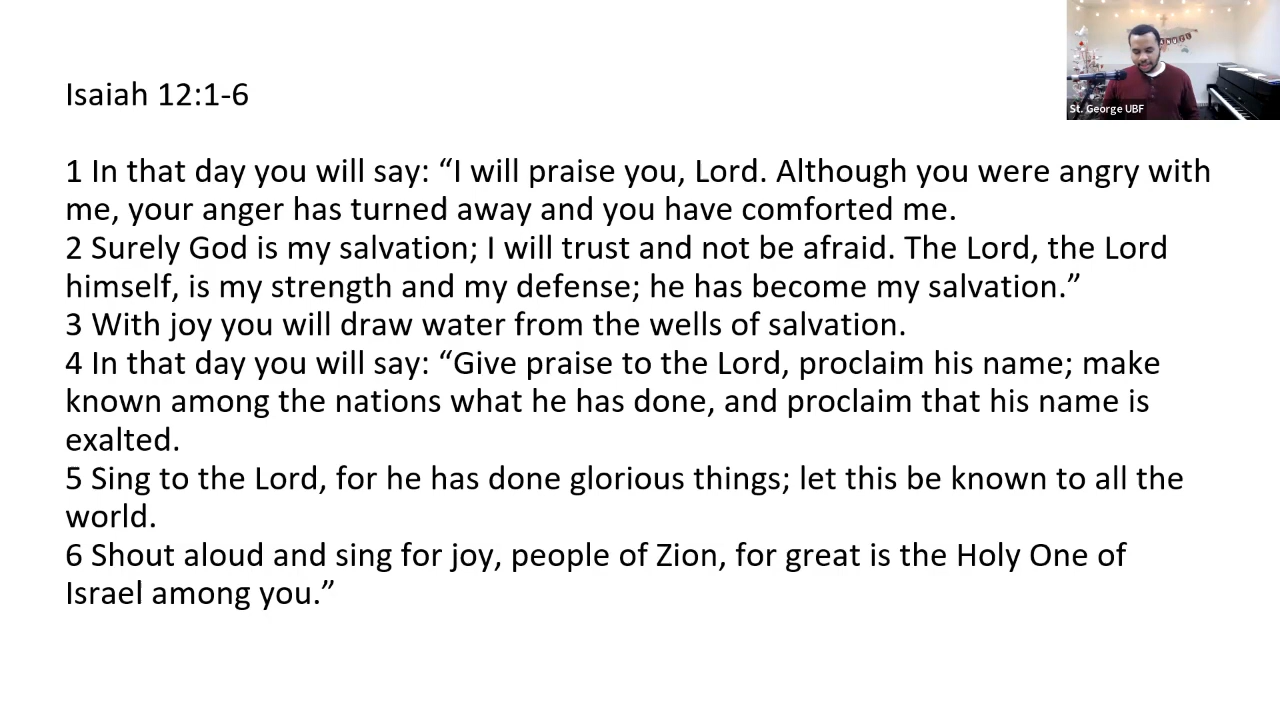 Isaiah 12:1-6
St. George UBF
1 In that day you will say: “I will praise you, Lord. Although you were angry with
me, your anger has turned away and you have comforted me.
2 Surely God is my salvation; I will trust and not be afraid. The Lord, the Lord
himself, is my strength and my defense; he has become my salvation.”
3 With joy you will draw water from the wells of salvation.
4 In that day you will say: “Give praise to the Lord, proclaim his name; make
known among the nations what he has done, and proclaim that his name is
exalted.
5 Sing to the Lord, for he has done glorious things; let this be known to all the
world.
6 Shout aloud and sing for joy, people of Zion, for great is the Holy One of
Israel among you.”